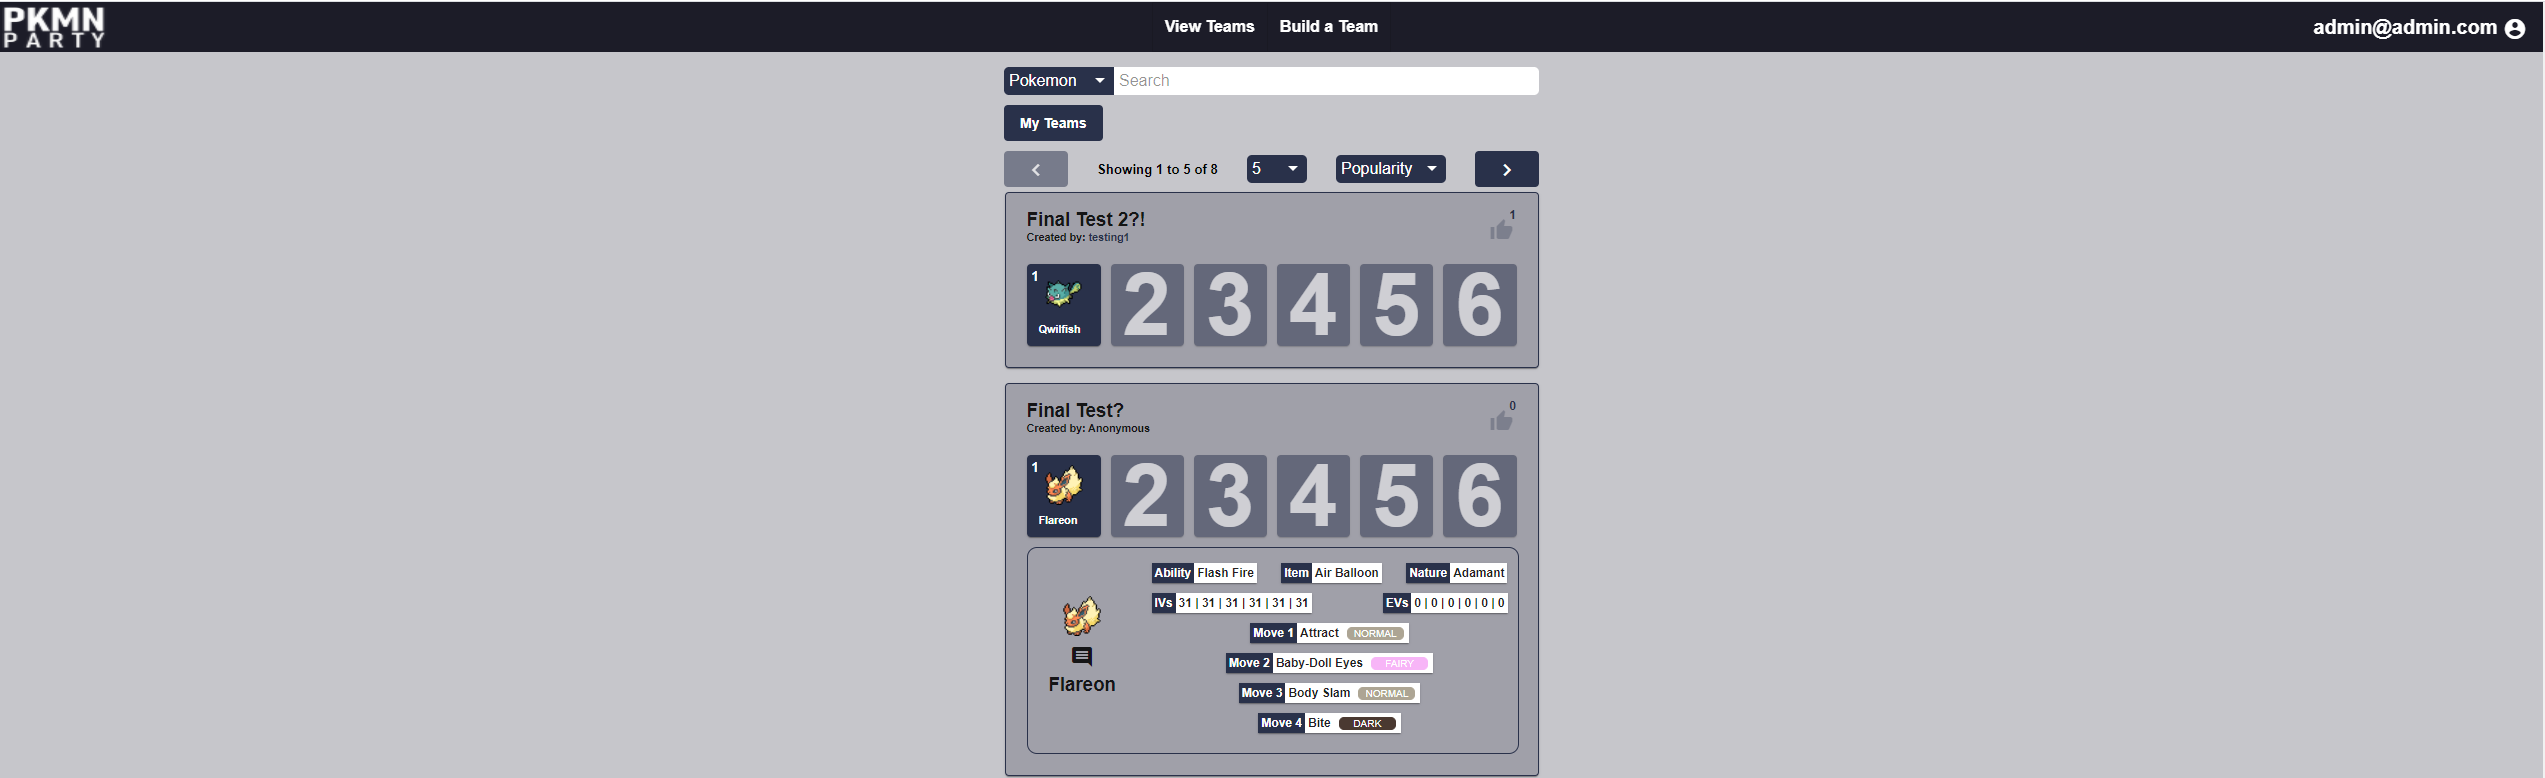 PKMN
PARTY
View Teams Build a Team
admin@admin.com
Pokemon Search
My Teams
Showing 1 to 5 of 8 5 Popularity
Final Test 2?! 1
Created by: testing1
1 2 3 4 5 6
Qwilfish
Final Test? 0
Created by: Anonymous
1 2 3 4 5 6
Flareon
Ability Flash Fire Item Air Balloon Nature Adamant
IVs 31 | 31 | 31 | 31 | 31 | 31 EVs 0 | 0 | 0 | 0 | 0 | 0
Move 1 Attract NORMAL
Move 2 Baby-Doll Eyes FAIRY
Flareon
Move 3 Body Slam NORMAL
Move 4 Bite DARK